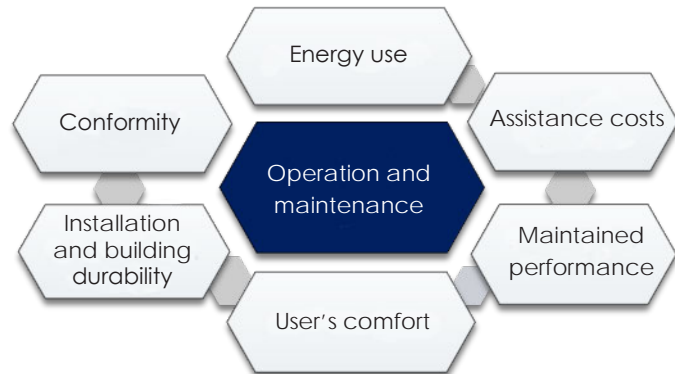 Energy use
Conformity
Assistance costs
Operation and
maintenance
Installation
and building
durability
Maintained
performance
User's comfort